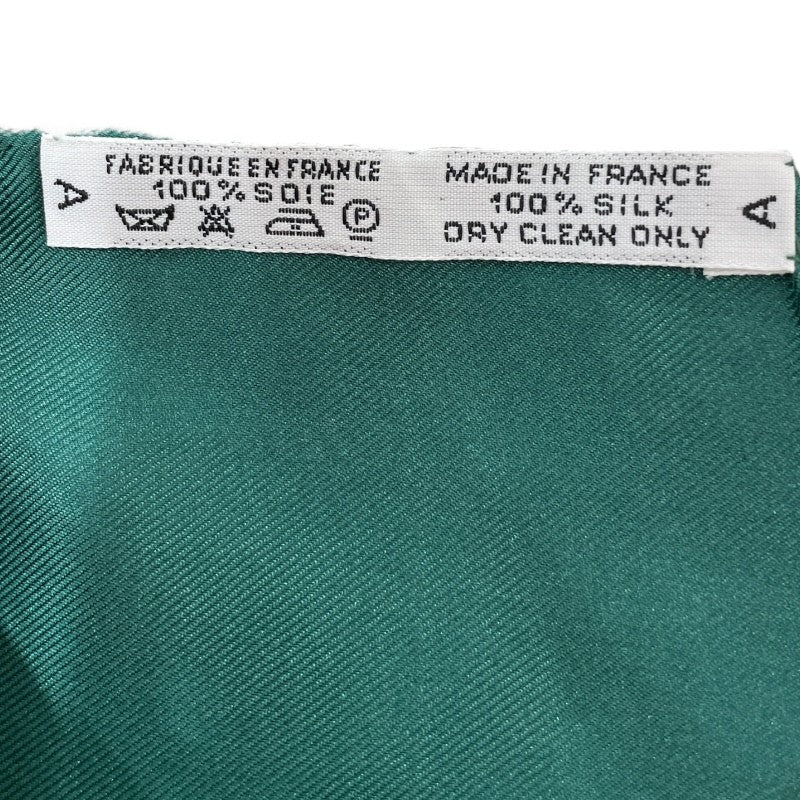 A
FABRIQUE EN FRANCE
100% SOIE
P
MADE IN FRANCE
100% SILK
DRY CLEAN ONLY
A